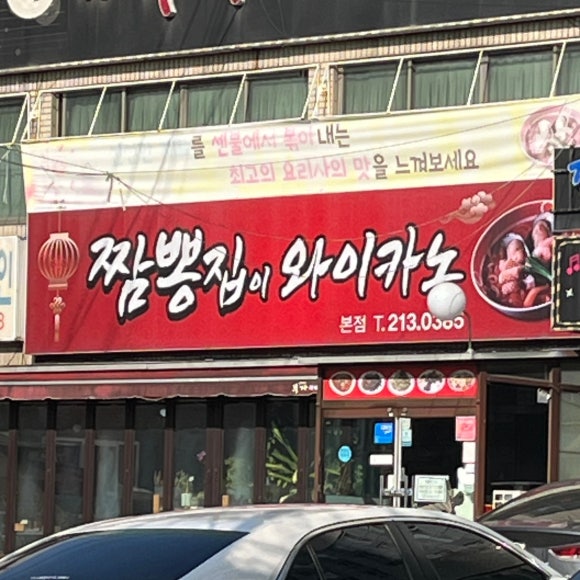 를 센불에서 볶아내는
최고의 요리사의 맛을 느껴보세요
짬뽕집이 와이카노
본점 T.213.0385